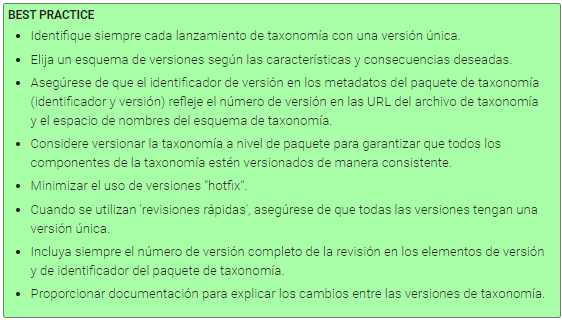 BEST PRACTICE
• Identifique siempre cada lanzamiento de taxonomía con una versión única.
• Elija un esquema de versiones según las características y consecuencias deseadas.
• Asegúrese de que el identificador de versión en los metadatos del paquete de taxonomía
(identificador y versión) refleje el número de versión en las URL del archivo de taxonomía
y el espacio de nombres del esquema de taxonomía.
• Considere versionar la taxonomía a nivel de paquete para garantizar que todos los
componentes de la taxonomía estén versionados de manera consistente.
• Minimizar el uso de versiones "hotfix".
• Cuando se utilizan 'revisiones rápidas', asegúrese de que todas las versiones tengan una
versión única.
• Incluya siempre el número de versión completo de la revisión en los elementos de versión
y de identificador del paquete de taxonomía.
• Proporcionar documentación para explicar los cambios entre las versiones de taxonomía.